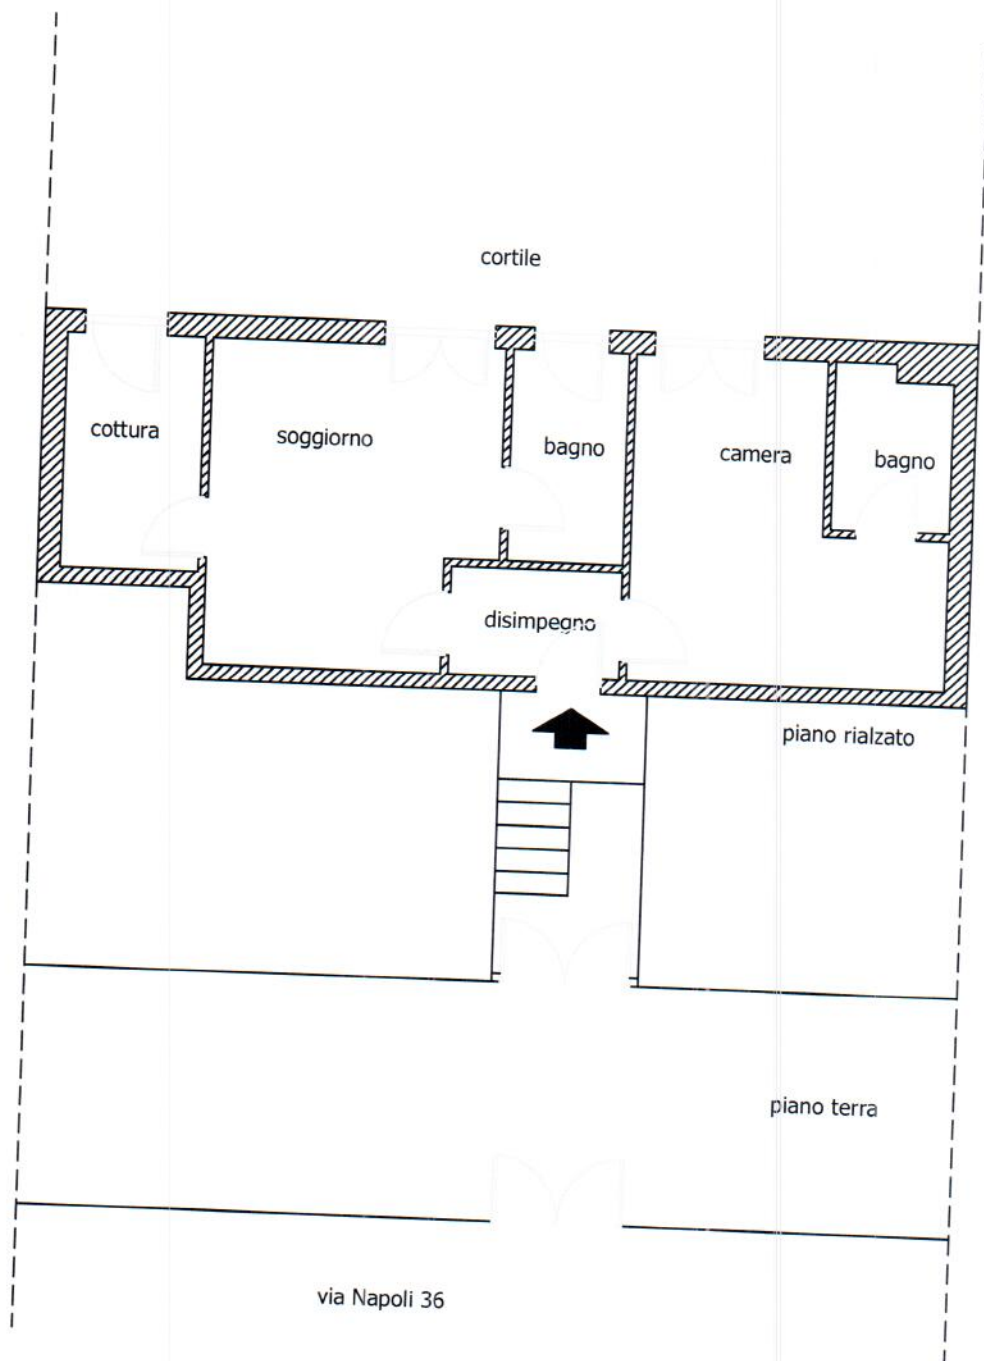 cortile
cottura
soggiorno
bagno
camera
bagno
disimpegno
piano rialzato
piano terra
via Napoli 36